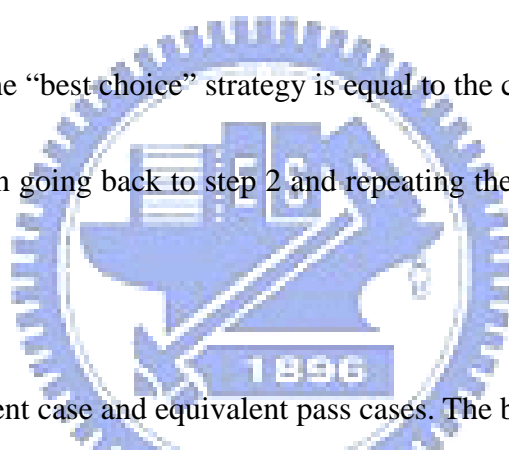 ne “best choice” strategy is equal to the c
n going back to step 2 and repeating the
E S
1896
ent case and equivalent pass cases. The b